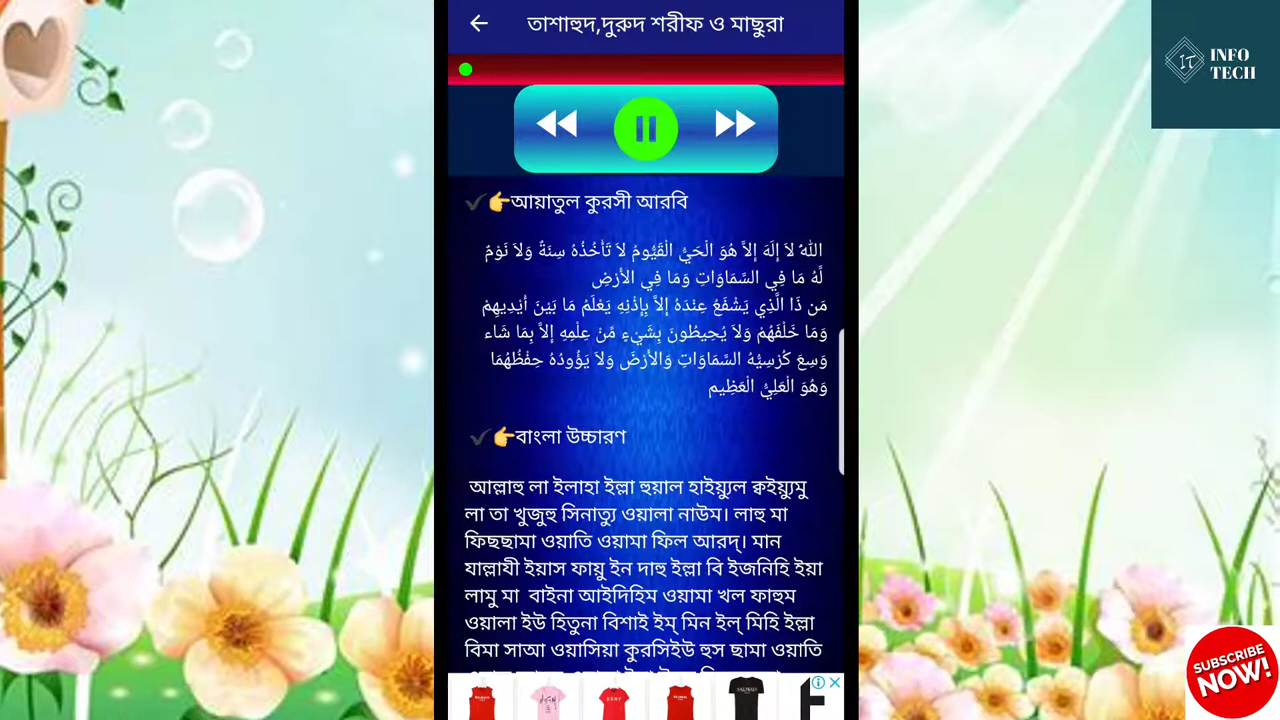 তাশাহুদ,দুরুদ শরীফ ও মাছুরা
INFO
TECH
✔👉আয়াতুল কুরসী আরবি
اللّهُ لاَ إِلَهَ إِلاَّ هُوَ الْحَيُّ الْقَيُّومُ لاَ تَأْخُذُهُ سِنَةٌ وَلاَ نَوْمٌ
لَّهُ مَا فِي السَّمَاوَاتِ وَمَا فِي الأَرْضِ
مَن ذَا الَّذِي يَشْفَعُ عِنْدَهُ إِلاَّ بِإِذْنِهِ يَعْلَمُ مَا بَيْنَ أَيْدِيهِمْ
وَمَا خَلْفَهُمْ وَلاَ يُحِيطُونَ بِشَيْءٍ مِّنْ عِلْمِهِ إِلاَّ بِمَا شَاء
وَسِعَ كُرْسِيُّهُ السَّمَاوَاتِ وَالأَرْضَ وَلاَ يَؤُودُهُ حِفْظُهُمَا
وَهُوَ الْعَلِيُّ الْعَظِيم
✔👉বাংলা উচ্চারণ
আল্লাহু লা ইলাহা ইল্লা হুয়াল হাইয়্যুল ক্বইয়্যুমু
লা তা খুজুহু সিনাত্যু ওয়ালা নাউম। লাহু মা
ফিছছামা ওয়াতি ওয়ামা ফিল আরদ্। মান
যাল্লাযী ইয়াস ফায়ু ইন দাহু ইল্লা বি ইজনিহি ইয়া
লামু মা বাইনা আইদিহিম ওয়ামা খল ফাহুম
ওয়ালা ইউ হিতুনা বিশাই ইম্ মিন ইল্ মিহি ইল্লা
বিমা সাআ ওয়াসিয়া কুরসিইউ হুস ছামা ওয়াতি
SUBSCRIBE
NOW!